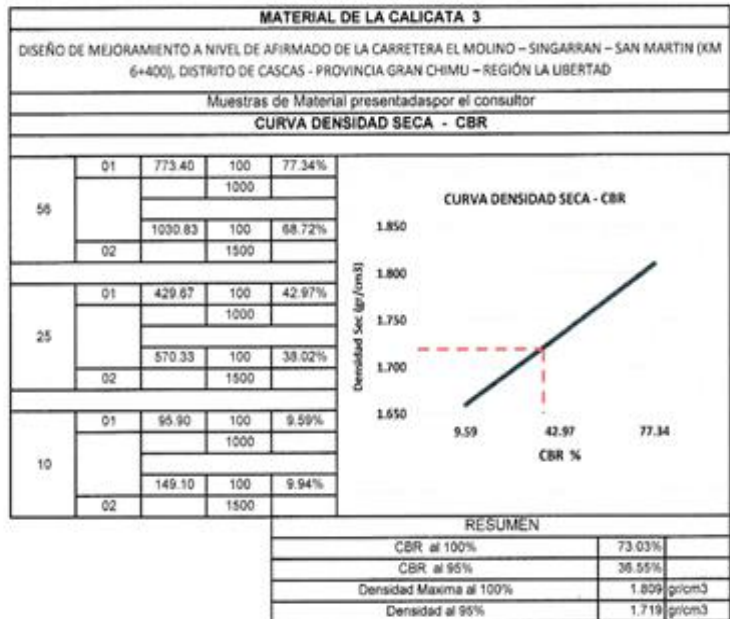 MATERIAL DE LA CALICATA 3
DISEÑO DE MEJORAMIENTO A NIVEL DE AFIRMADO DE LA CARRETERA EL MOLINO – SINGARRAN – SAN MARTIN (KM
6+400), DISTRITO DE CASCAS - PROVINCIA GRAN CHIMU – REGIÓN LA LIBERTAD
Muestras de Material presentadaspor el consultor
CURVA DENSIDAD SECA - CBR
56
01 773.40 100 77.34%
1000
1030.83 100 68.72%
02 1500
25
01 429.67 100 42.97%
1000
570.33 100 38.02%
02 1500
10
01 95.90 100 9.59%
1000
149.10 100 9.94%
02 1500
CURVA DENSIDAD SECA - CBR
Densidad Sec (gr/cm3)
1.850
1.800
1.750
1.700
1.650
9.59 42.97 77.34
CBR %
RESUMEN
CBR al 100% 73.03%
CBR al 95% 36.55%
Densidad Maxima al 100% 1.809 gr/cm3
Densidad al 95% 1.719 gr/cm3